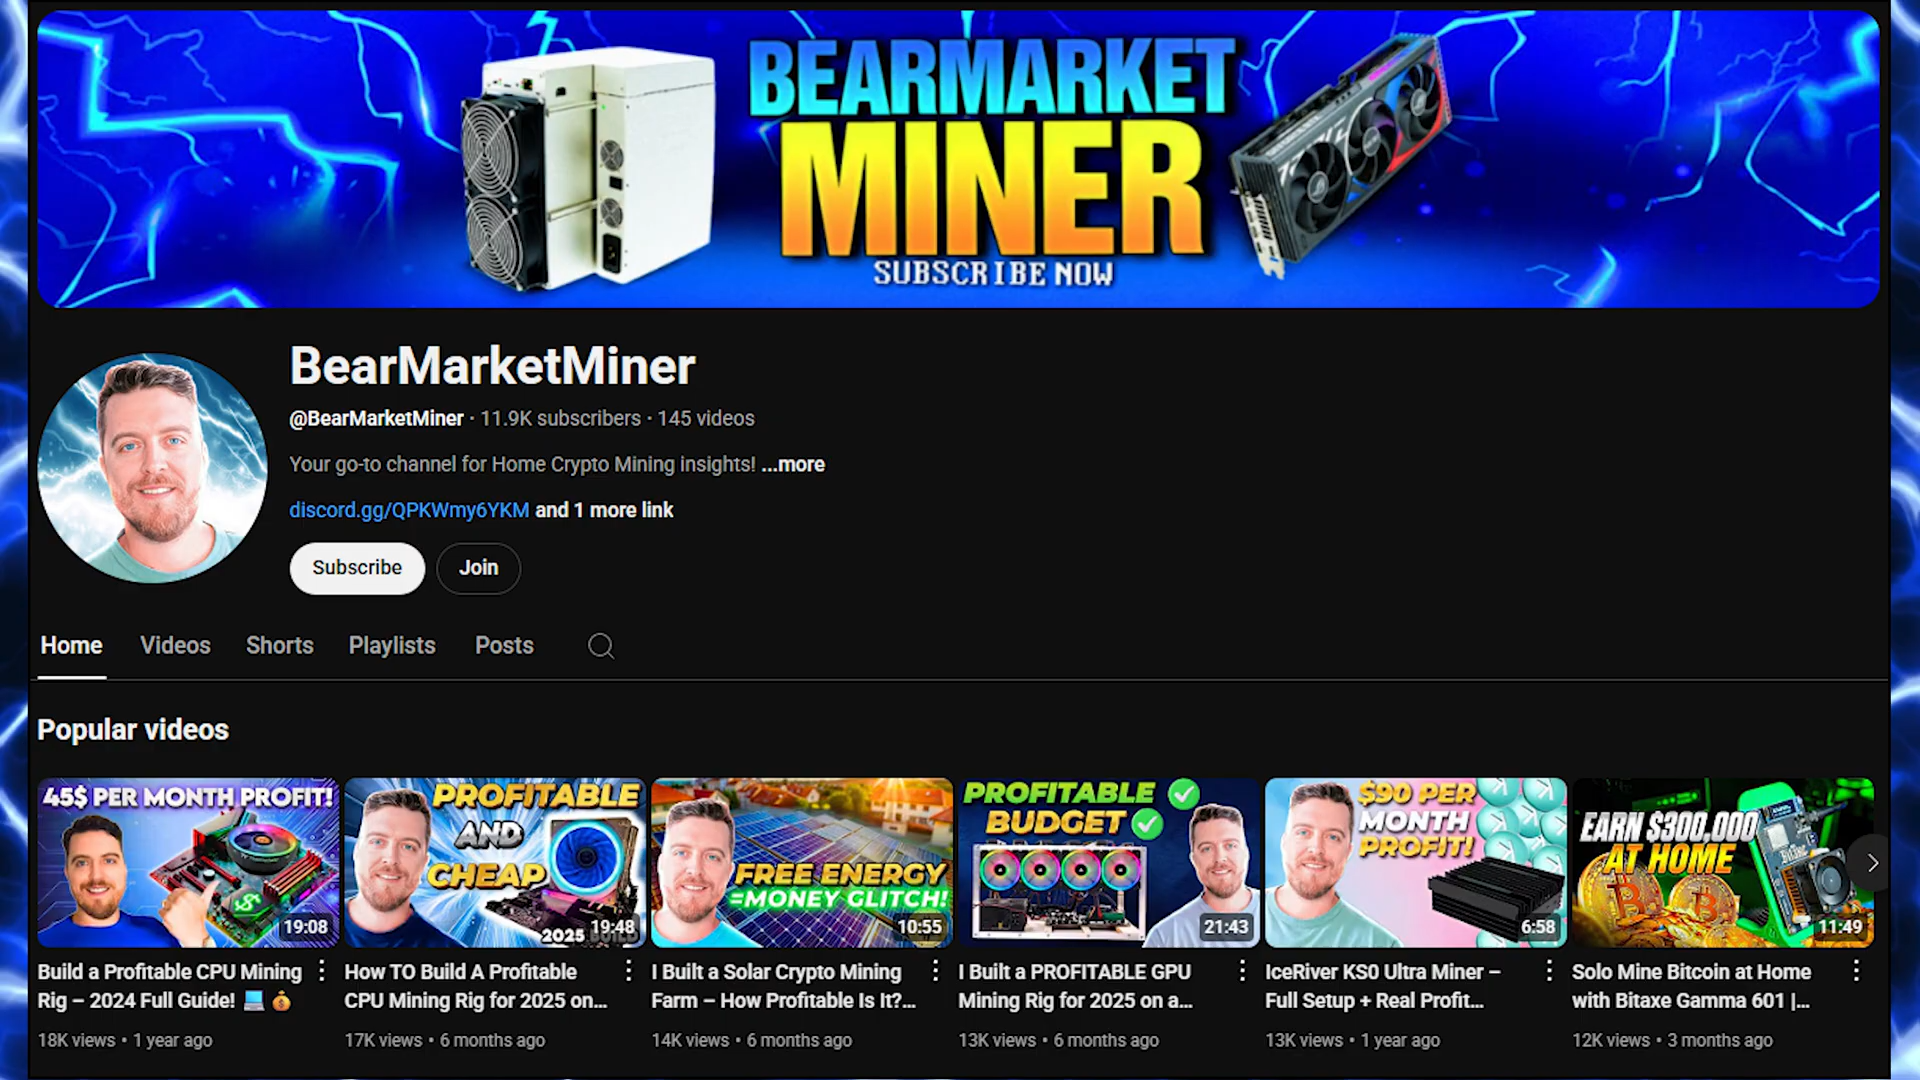 BEARMARKET
MINER
SUBSCRIBE NOW
BearMarketMiner
@BearMarketMiner · 11.9K subscribers · 145 videos
Your go-to channel for Home Crypto Mining insights! ...more
discord.gg/QPKWmy6YKM and 1 more link
Subscribe
Join
Home
Videos
Shorts
Playlists
Posts
Popular videos
45$ PER MONTH PROFIT!
19:08
Build a Profitable CPU Mining
Rig – 2024 Full Guide! 💻 💰
18K views • 1 year ago
PROFITABLE
AND
CHEAP
2025 BUILD
19:48
How TO Build A Profitable
CPU Mining Rig for 2025 on...
17K views • 6 months ago
FREE ENERGY
=MONEY GLITCH!
10:55
I Built a Solar Crypto Mining
Farm – How Profitable Is It?...
14K views • 6 months ago
PROFITABLE
BUDGET
21:43
I Built a PROFITABLE GPU
Mining Rig for 2025 on a...
13K views • 6 months ago
$90 PER
MONTH
PROFIT!
6:58
IceRiver KS0 Ultra Miner –
Full Setup + Real Profit...
13K views • 1 year ago
EARN $300,000
AT HOME
11:49
Solo Mine Bitcoin at Home
with Bitaxe Gamma 601 |...
12K views • 3 months ago